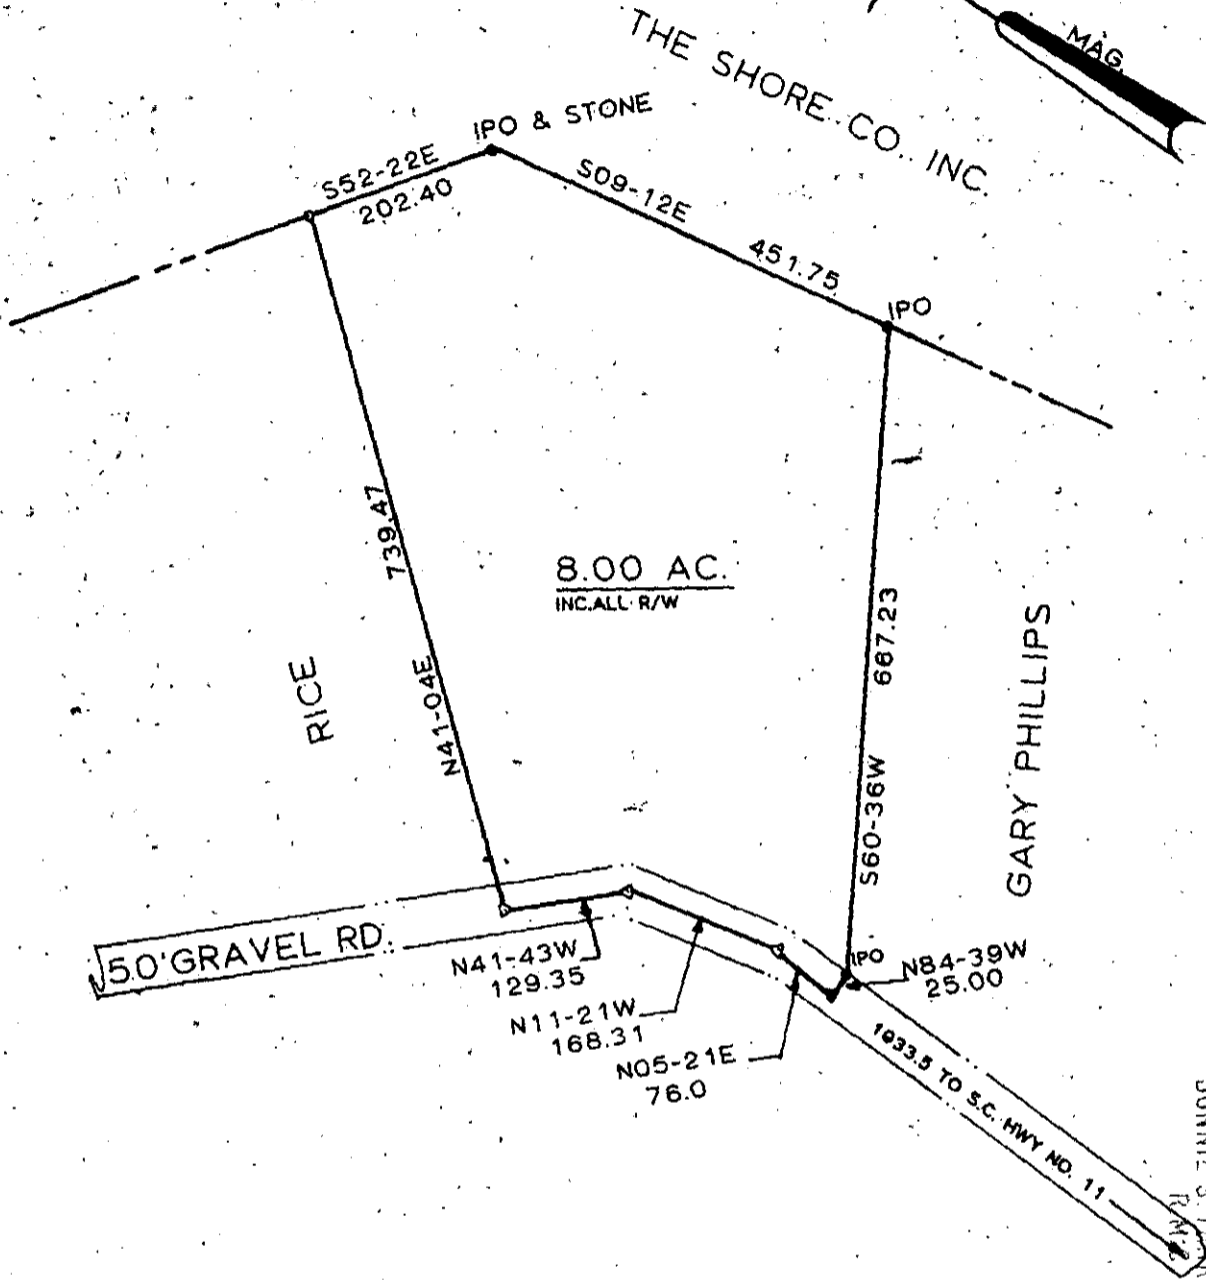 THE SHORE CO. INC.
MAG.
IPO & STONE
S52-22E
202.40
S09-12E
451.75
IPO
739.47
N41-04E
8.00 AC.
INC.ALL R/W
687.23
S60-36W
RICE
GARY PHILLIPS
50' GRAVEL RD.
N41-43W
129.35
N11-21W
168.31
N05-21E
76.0
IPO
N84-39W
25.00
1033.5 TO S.C. HWY NO. 11